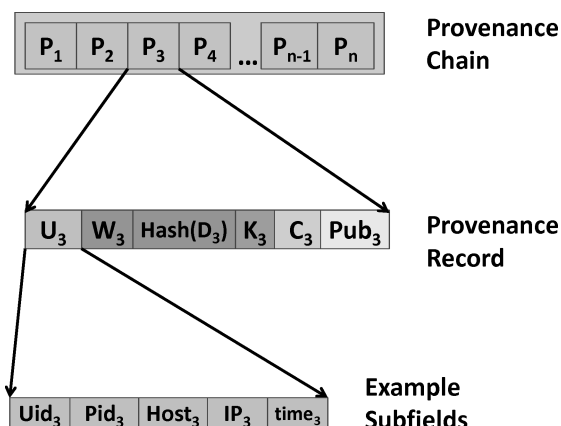 P1 P2 P3 P4 ... Pn-1 Pn
Provenance
Chain
U3 W3 Hash(D3) K3 C3 Pub3
Provenance
Record
Uid3 Pid3 Host3 IP3 time3
Example
Subfields